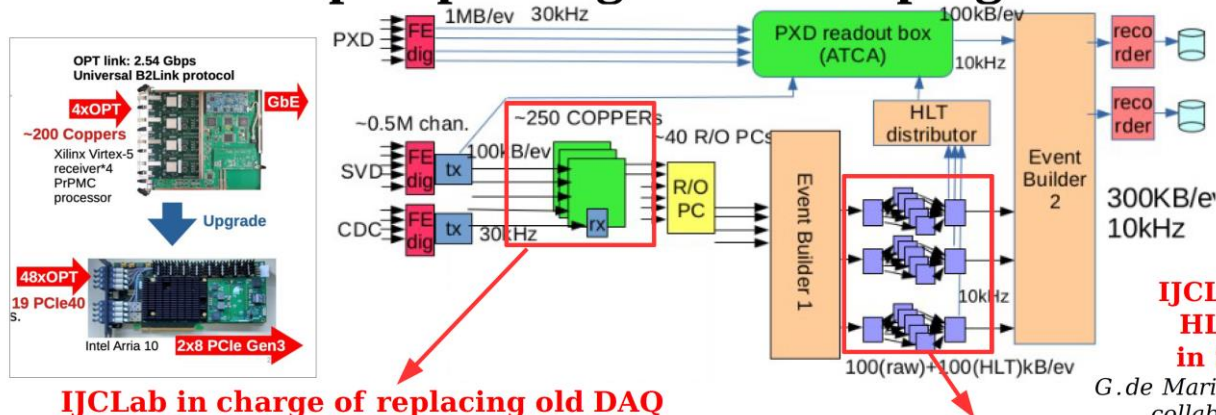 OPT link: 2.54 Gbps
Universal B2Link protocol
4xOPT
GbE
~200 Coppers
Xilinx Virtex-5
receiver*4
PrPMC
processor
Upgrade
48xOPT
19 PCIe40
s.
Intel Arria 10
2x8 PCIe Gen3
PXD
FE
dig
1MB/ev
30kHz
PXD readout box
(ATCA)
100kB/ev
10kHz
reco
rder
reco
rder
~0.5M chan.
~250 COPPERs
~40 R/O PCs
HLT
distributor
SVD
FE
dig
tx
100kB/ev
CDC
FE
dig
tx
30kHz
rx
R/O
PC
Event Builder 1
Event
Builder
2
300KB/ev
10kHz
10kHz
100(raw)+100(HLT)kB/ev
IJCLab in charge of replacing old DAQ
in
G.de